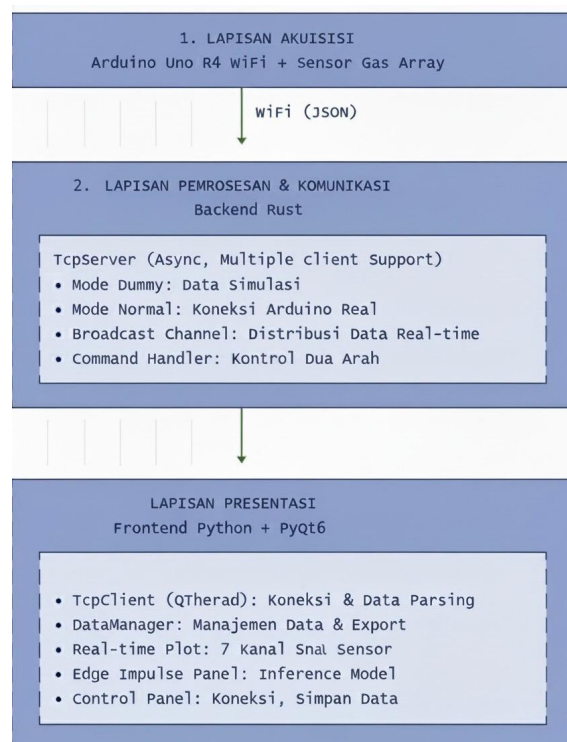 1. LAPISAN AKUISISI
Arduino Uno R4 WiFi + Sensor Gas Array
WiFi (JSON)
2. LAPISAN PEMROSESAN & KOMUNIKASI
Backend Rust
TcpServer (Async, Multiple client Support)
• Mode Dummy: Data Simulasi
• Mode Normal: Koneksi Arduino Real
• Broadcast Channel: Distribusi Data Real-time
• Command Handler: Kontrol Dua Arah
LAPISAN PRESENTASI
Frontend Python + PyQt6
• TcpClient (QTherad): Koneksi & Data Parsing
• DataManager: Manajemen Data & Export
• Real-time Plot: 7 Kanal Snal Sensor
• Edge Impulse Panel: Inference Model
• Control Panel: Koneksi, Simpan Data